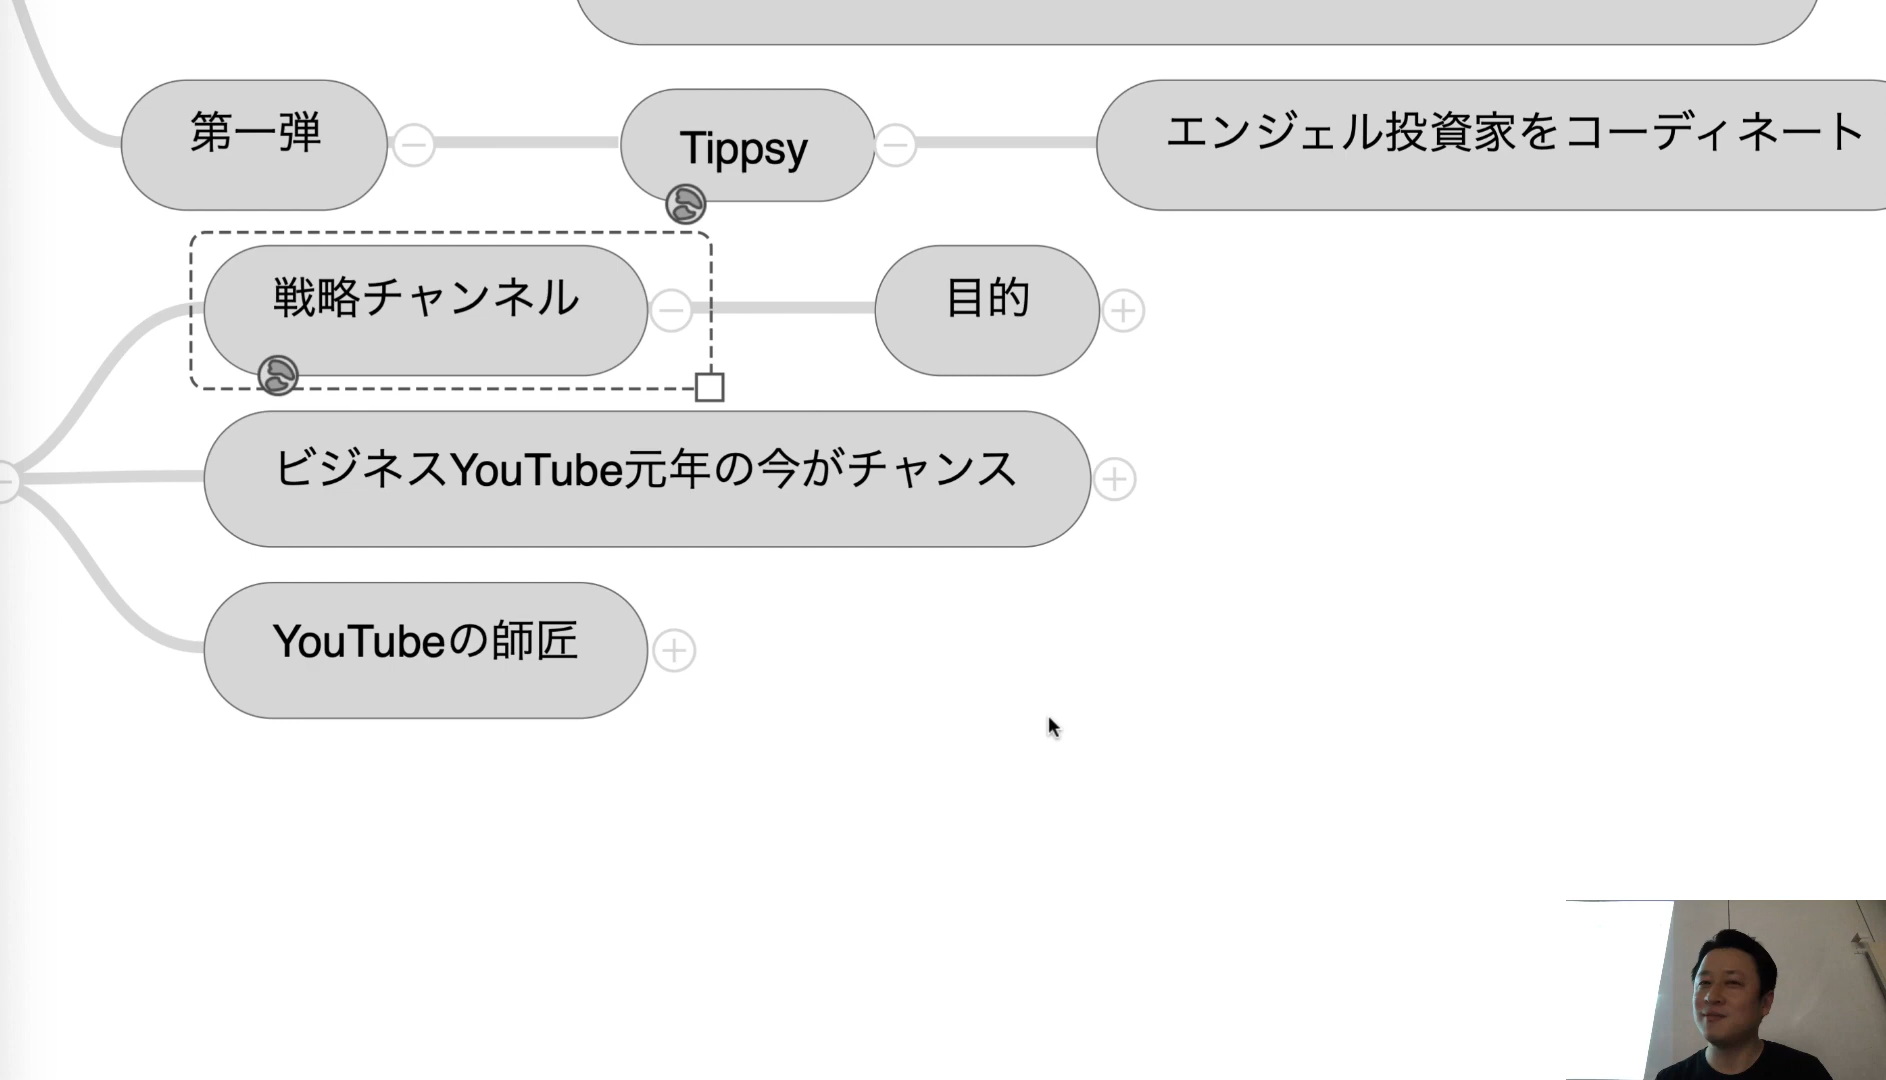 第一弾
Tippsy
エンジェル投資家をコーディネート
戦略チャンネル
目的
ビジネスYouTube元年の今がチャンス
YouTubeの師匠